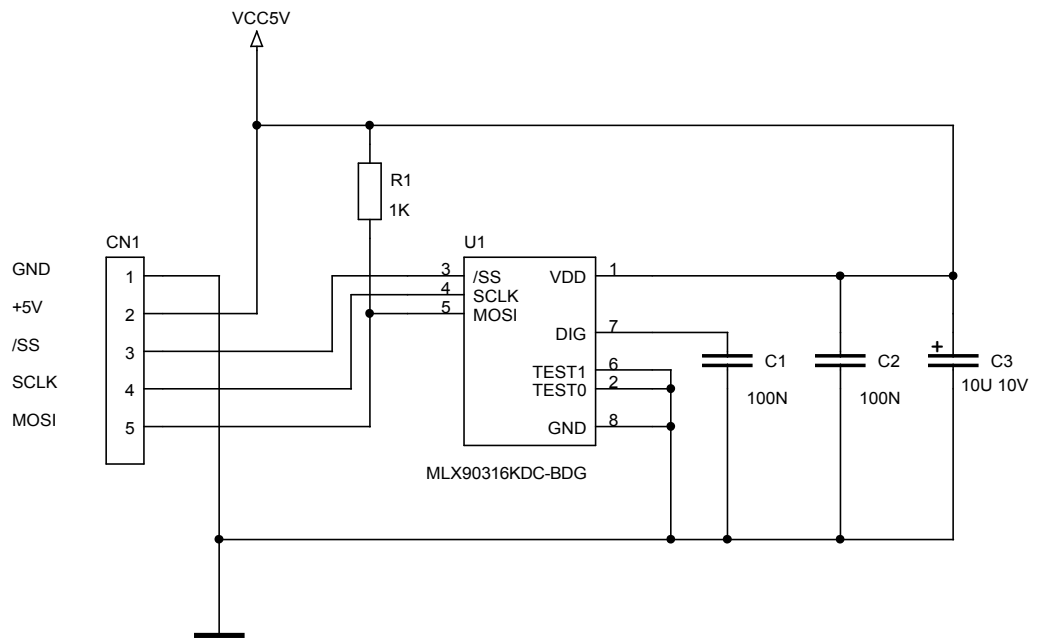 VCC5V
R1
1K
CN1
U1
GND
1
+5V
2
/SS
3
SCLK
4
MOSI
5
3
/SS
4
SCLK
5
MOSI
VDD
1
DIG
7
TEST1
6
TEST0
2
GND
8
MLX90316KDC-BDG
C1
100N
C2
100N
+
C3
10U 10V